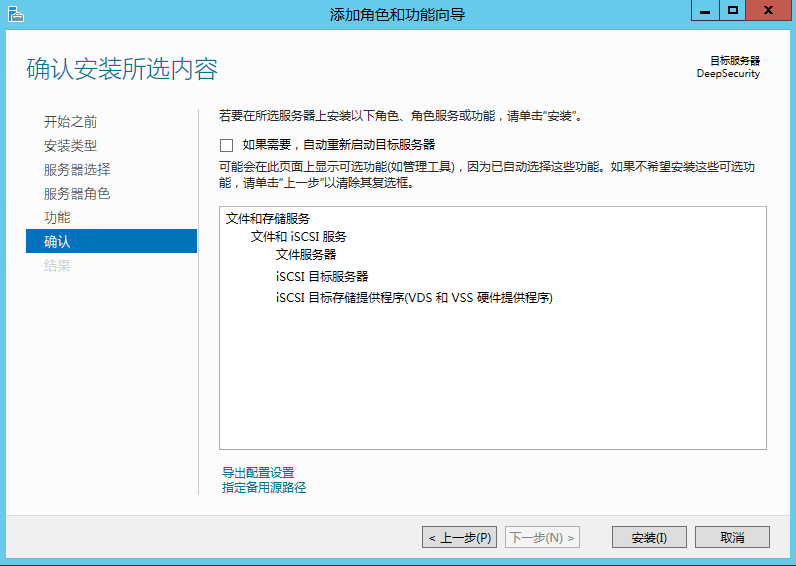 添加角色和功能向导
确认安装所选内容
目标服务器
DeepSecurity
开始之前
安装类型
服务器选择
服务器角色
功能
确认
结果
若要在所选服务器上安装以下角色、角色服务或功能，请单击“安装”。
如果需要，自动重新启动目标服务器
可能会在此页面上显示可选功能(如管理工具)，因为已自动选择这些功能。如果不希望安装这些可选功
能，请单击“上一步”以清除其复选框。
文件和存储服务
文件和 iSCSI 服务
文件服务器
iSCSI 目标服务器
iSCSI 目标存储提供程序(VDS 和 VSS 硬件提供程序)
导出配置设置
指定备用源路径
< 上一步(P)
下一步(N) >
安装(I)
取消